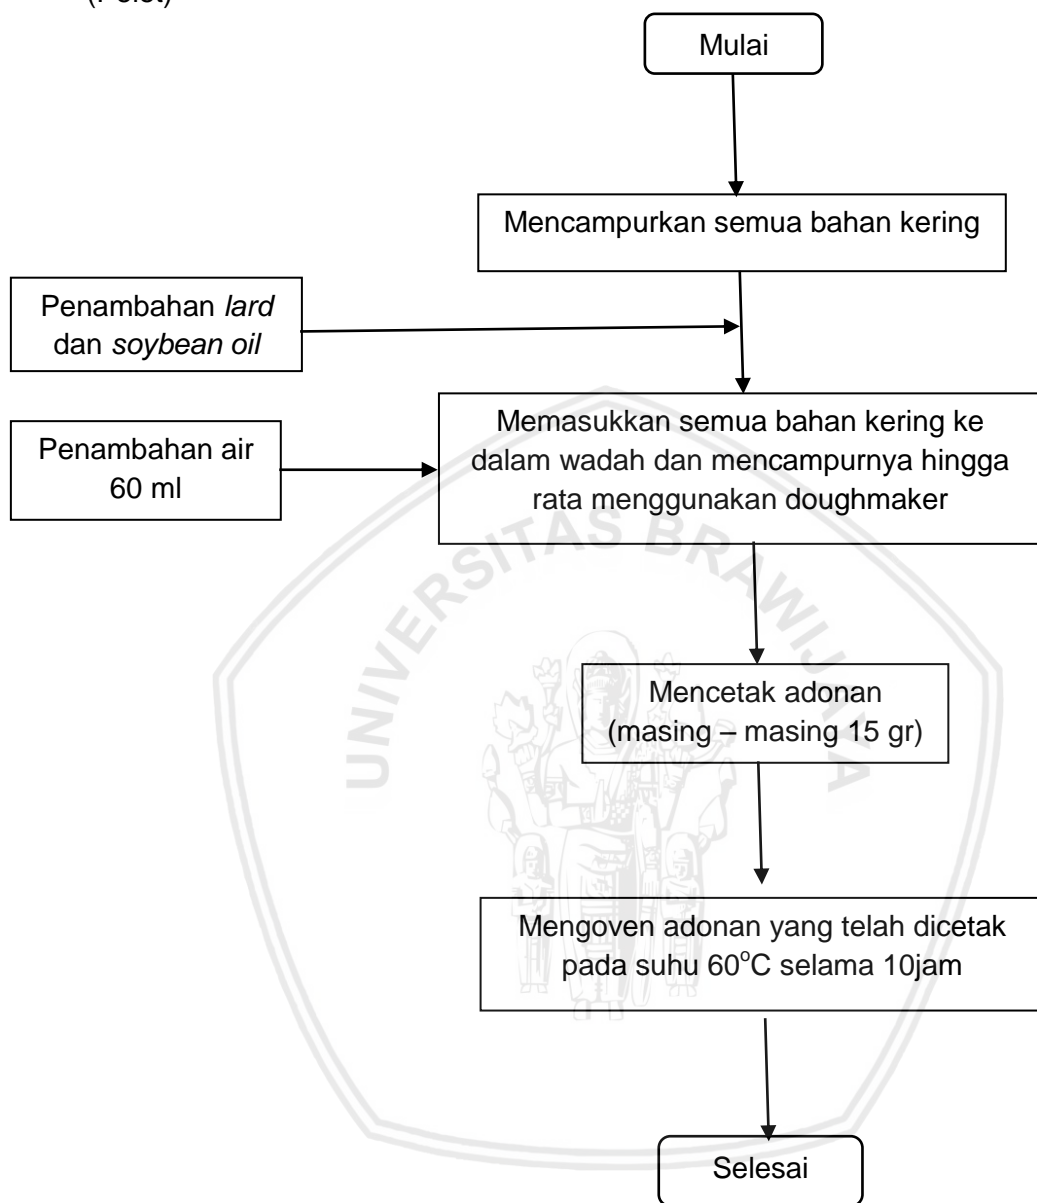 Mulai
Mencampurkan semua bahan kering
Penambahan lard
dan soybean oil
Penambahan air
60 ml
Memasukkan semua bahan kering ke
dalam wadah dan mencampurnya hingga
rata menggunakan doughmaker
UNIVERSITAS BRAWIJAYA
Mencetak adonan
(masing – masing 15 gr)
Mengoven adonan yang telah dicetak
pada suhu 60°C selama 10jam
Selesai